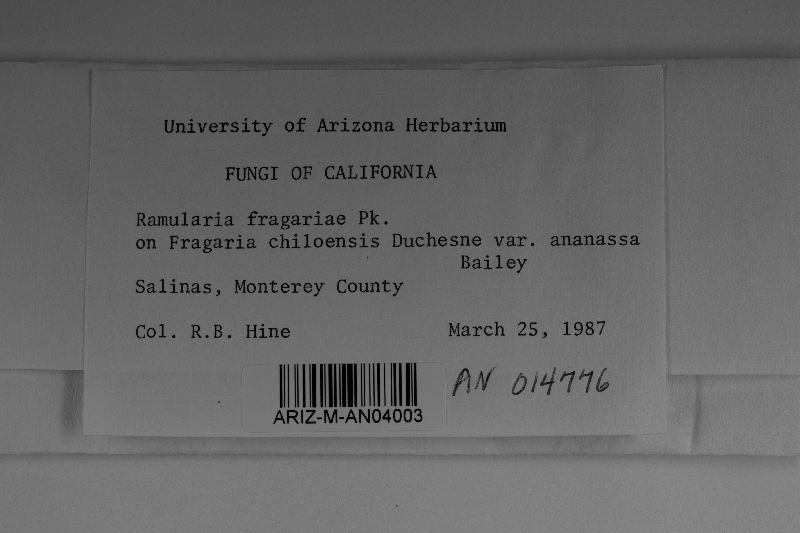 University of Arizona Herbarium
FUNGI OF CALIFORNIA
Ramularia fragariae Pk.
on Fragaria chiloensis Duchesne var. ananassa
Bailey
Salinas, Monterey County
Col. R.B. Hine March 25, 1987
AN 014776
ARIZ-M-AN04003